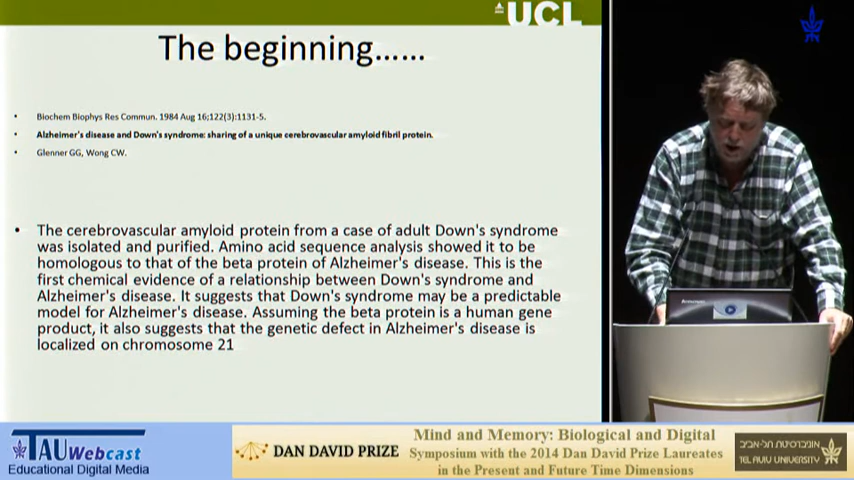 UCL
The beginning......
• Biochem Biophys Res Commun. 1984 Aug 16;122(3):1131-5.
• Alzheimer's disease and Down's syndrome: sharing of a unique cerebrovascular amyloid fibril protein.
• Glenner GG, Wong CW.
• The cerebrovascular amyloid protein from a case of adult Down's syndrome
was isolated and purified. Amino acid sequence analysis showed it to be
homologous to that of the beta protein of Alzheimer's disease. This is the
first chemical evidence of a relationship between Down's syndrome and
Alzheimer's disease. It suggests that Down's syndrome may be a predictable
model for Alzheimer's disease. Assuming the beta protein is a human gene
product, it also suggests that the genetic defect in Alzheimer's disease is
localized on chromosome 21
TAU Webcast
Educational Digital Media
DAN DAVID PRIZE
Mind and Memory: Biological and Digital
Symposium with the 2014 Dan David Prize Laureates
in the Present and Future Time Dimensions
אוניברסיטת תל-אביב
TEL AVIV UNIVERSITY